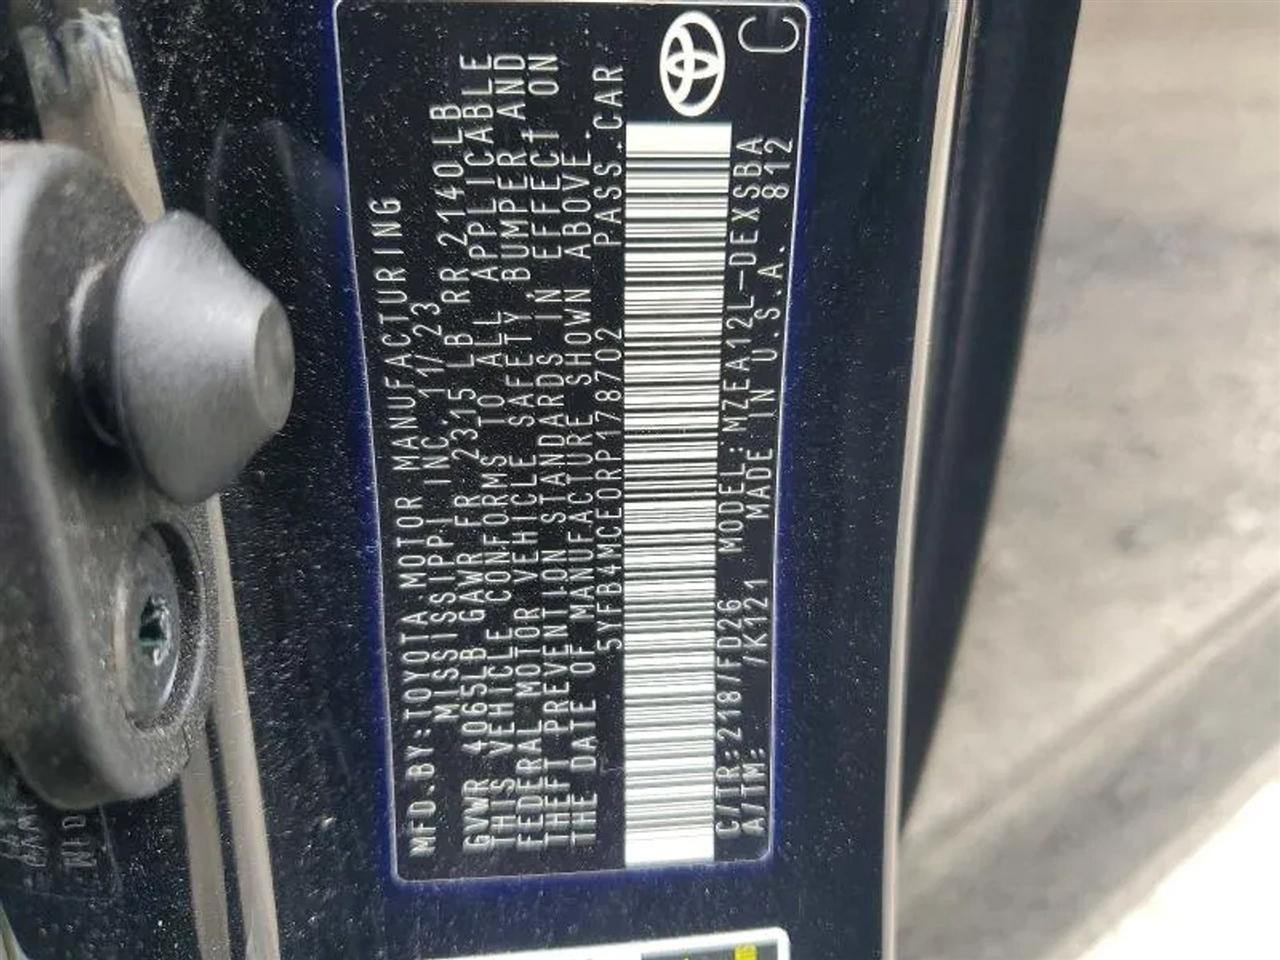 MFD.BY:TOYOTA MOTOR MANUFACTURING
MISSISSIPPI INC. 11/23
GVWR 4065LB GAWR FR 2315 LB RR 2140LB
THIS VEHICLE CONFORMS TO ALL APPLICABLE
FEDERAL MOTOR VEHICLE SAFETY, BUMPER AND
THEFT PREVENTION STANDARDS IN EFFECT ON
THE DATE OF MANUFACTURE SHOWN ABOVE.
5YFB4MCE0RP178702 PASS.CAR
C/TR:218/FD26 MODEL:MZEA12L-DEXSBA
A/TM: /K121 MADE IN U.S.A. 812
C